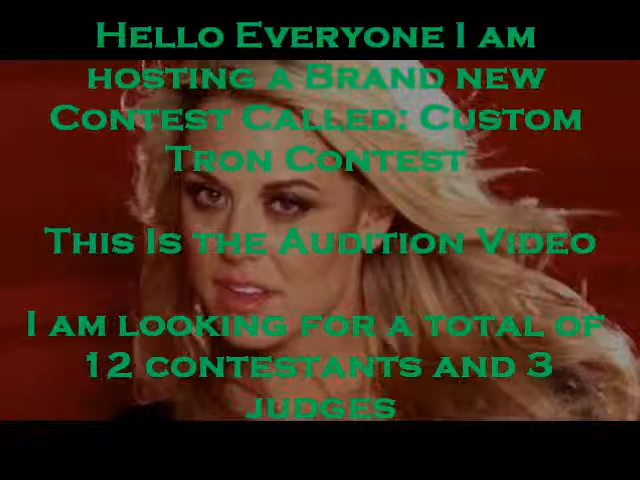 Hello Everyone I am
hosting a Brand new
Contest Called: Custom
Tron Contest
This Is the Audition Video
I am looking for a total of
12 contestants and 3
judges